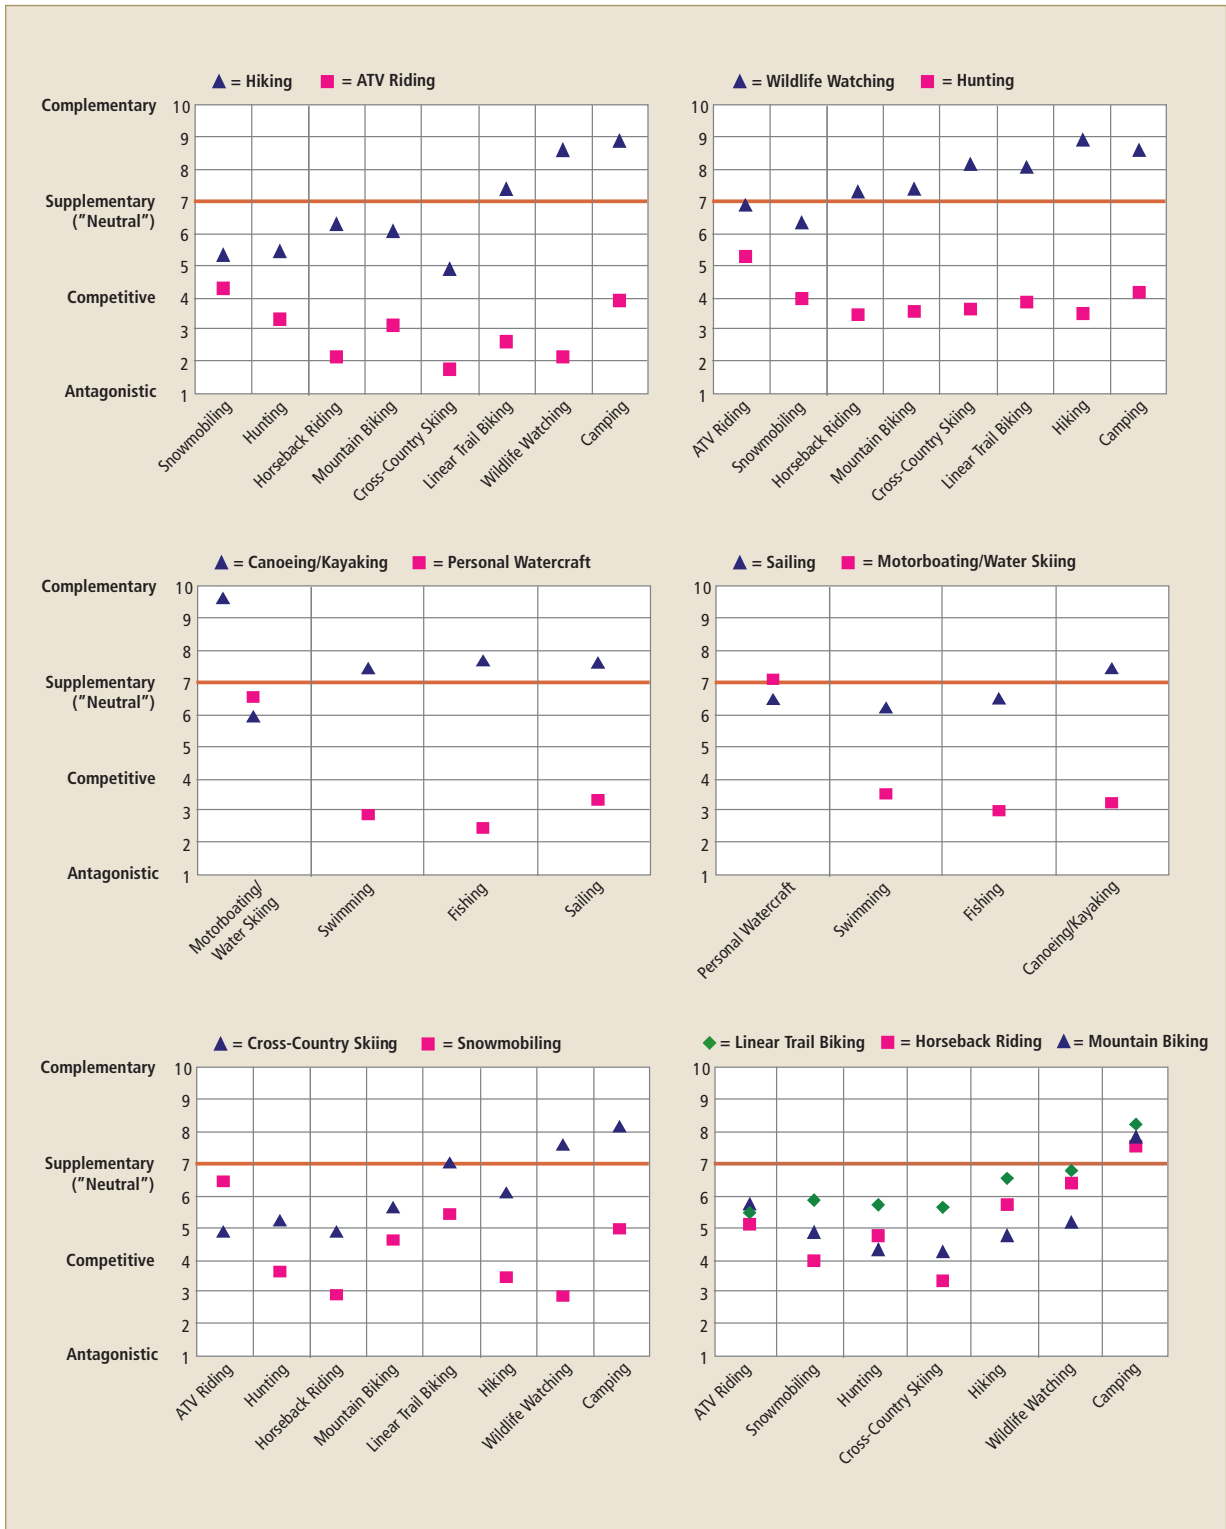 = Hiking = ATV Riding
Complementary
Supplementary
(”Neutral”)
Competitive
Antagonistic
10
9
8
7
6
5
4
3
2
1
Snowmobiling
Hunting
Horseback Riding
Mountain Biking
Cross-Country Skiing
Linear Trail Biking
Wildlife Watching
Camping
= Wildlife Watching = Hunting
10
9
8
7
6
5
4
3
2
1
ATV Riding
Snowmobiling
Horseback Riding
Mountain Biking
Cross-Country Skiing
Linear Trail Biking
Hiking
Camping
= Canoeing/Kayaking = Personal Watercraft
Complementary
Supplementary
(”Neutral”)
Competitive
Antagonistic
10
9
8
7
6
5
4
3
2
1
Motorboating/
Water Skiing
Swimming
Fishing
Sailing
= Sailing = Motorboating/Water Skiing
10
9
8
7
6
5
4
3
2
1
Personal Watercraft
Swimming
Fishing
Canoeing/Kayaking
= Cross-Country Skiing = Snowmobiling
Complementary
Supplementary
(”Neutral”)
Competitive
Antagonistic
10
9
8
7
6
5
4
3
2
1
ATV Riding
Hunting
Horseback Riding
Mountain Biking
Linear Trail Biking
Hiking
Wildlife Watching
Camping
= Linear Trail Biking = Horseback Riding = Mountain Biking
10
9
8
7
6
5
4
3
2
1
ATV Riding
Snowmobiling
Hunting
Cross-Country Skiing
Hiking
Wildlife Watching
Camping